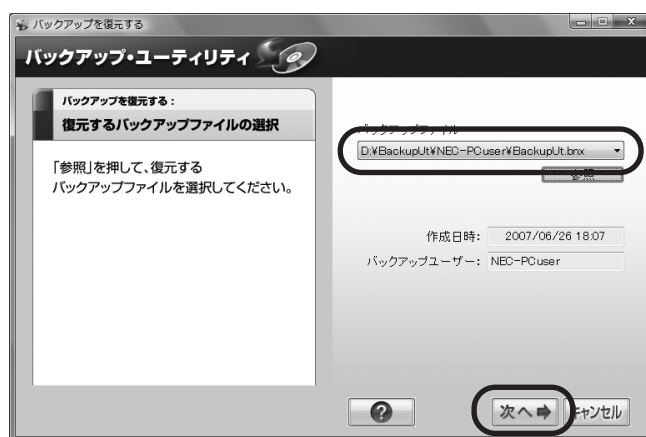 バックアップを復元する
バックアップ・ユーティリティ
バックアップを復元する：
復元するバックアップファイルの選択
「参照」を押して、復元する
バックアップファイルを選択してください。
バックアップファイル
D:¥BackupUt¥NEC-PCuser¥BackupUt.bnx
参照
作成日時： 2007/06/26 18:07
バックアップユーザー： NEC-PCuser
?
次へ
キャンセル